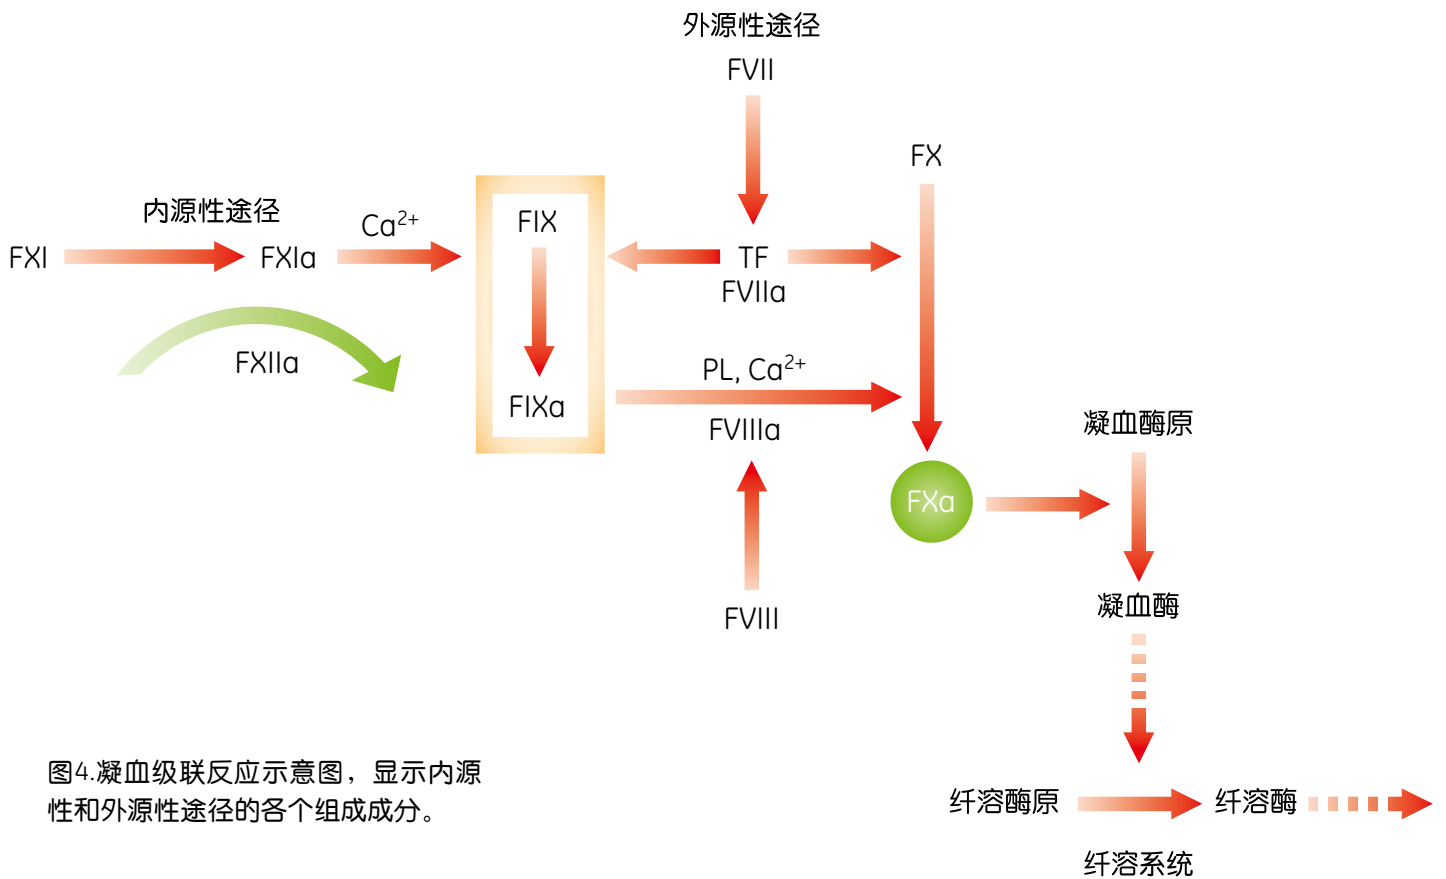 外源性途径
FVII
FX
内源性途径
Ca²⁺
FIX
FXI
FXIa
TF
FVIIa
FXIIa
PL, Ca²⁺
FIXa
FVIIIa
凝血酶原
FXa
凝血酶
FVIII
图4.凝血级联反应示意图，显示内源
性和外源性途径的各个组成成分。
纤溶酶原
纤溶酶
纤溶系统